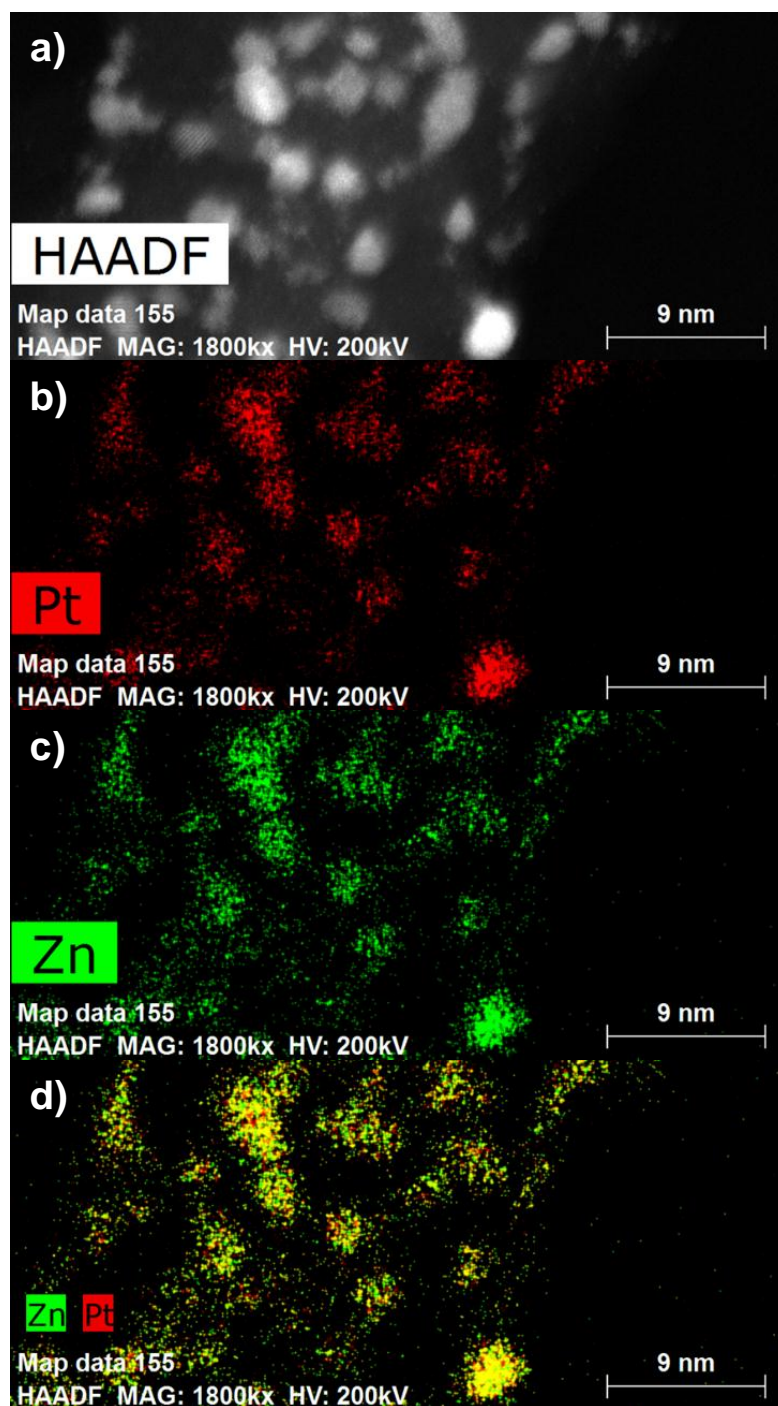 a)
HAADF
Map data 155
HAADF MAG: 1800kx HV: 200kV
9 nm
b)
Pt
Map data 155
HAADF MAG: 1800kx HV: 200kV
9 nm
c)
Zn
Map data 155
HAADF MAG: 1800kx HV: 200kV
9 nm
d)
Zn Pt
Map data 155
HAADF MAG: 1800kx HV: 200kV
9 nm